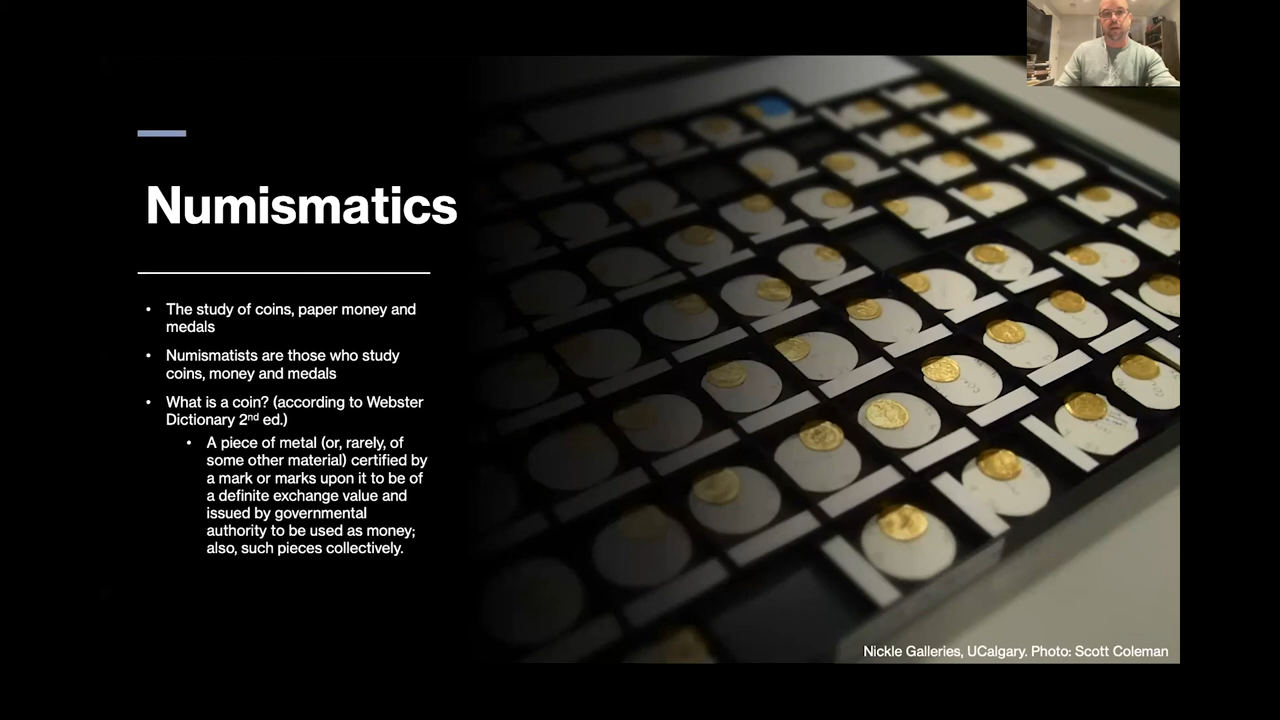 Numismatics
• The study of coins, paper money and
medals
• Numismatists are those who study
coins, money and medals
• What is a coin? (according to Webster
Dictionary 2nd ed.)
• A piece of metal (or, rarely, of
some other material) certified by
a mark or marks upon it to be of
a definite exchange value and
issued by governmental
authority to be used as money;
also, such pieces collectively.
Nickle Galleries, UCalgary. Photo: Scott Coleman